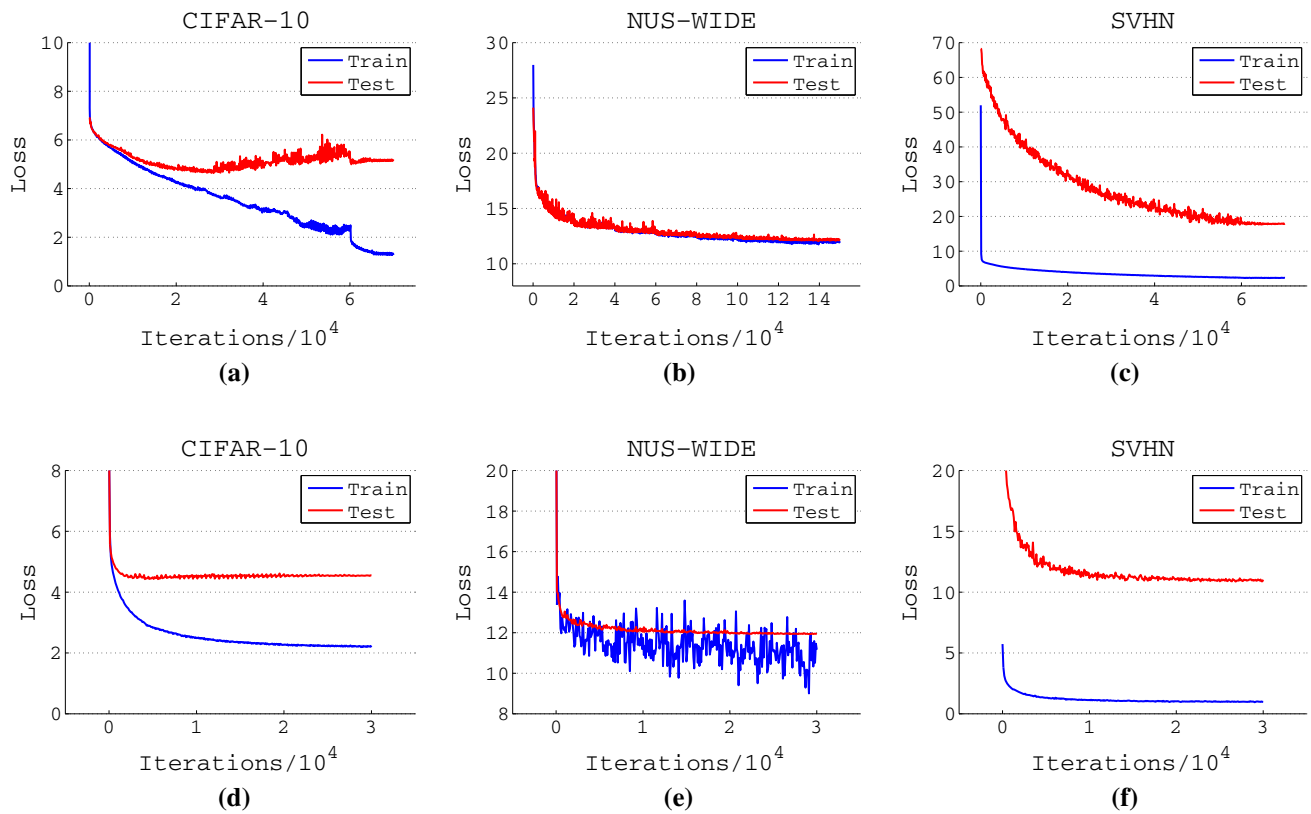 CIFAR-10
10
8
6
4
2
0
Loss
Train
Test
0 2 4 6
Iterations/10^4
(a)
NUS-WIDE
30
25
20
15
10
Loss
Train
Test
0 2 4 6 8 10 12 14
Iterations/10^4
(b)
SVHN
70
60
50
40
30
20
10
0
Loss
Train
Test
0 2 4 6
Iterations/10^4
(c)
CIFAR-10
8
6
4
2
0
Loss
Train
Test
0 1 2 3
Iterations/10^4
(d)
NUS-WIDE
20
18
16
14
12
10
8
Loss
Train
Test
0 1 2 3
Iterations/10^4
(e)
SVHN
20
15
10
5
0
Loss
Train
Test
0 1 2 3
Iterations/10^4
(f)